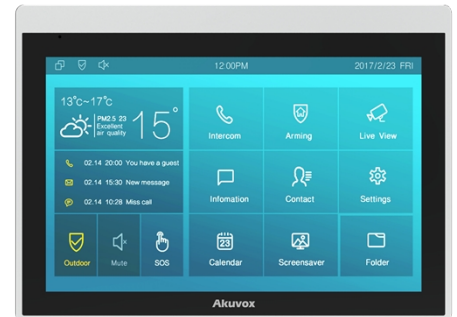 12:00PM
2017/2/23 FRI
13°c~17°c
PM2.5 23
Excellent
air quality
15°
02.14 20:00 You have a guest
02.14 15:30 New message
02.14 10:28 Miss call
Outdoor
Mute
SOS
Intercom
Arming
Live View
Infomation
Contact
Settings
23
Calendar
Screensaver
Folder
Akuvox